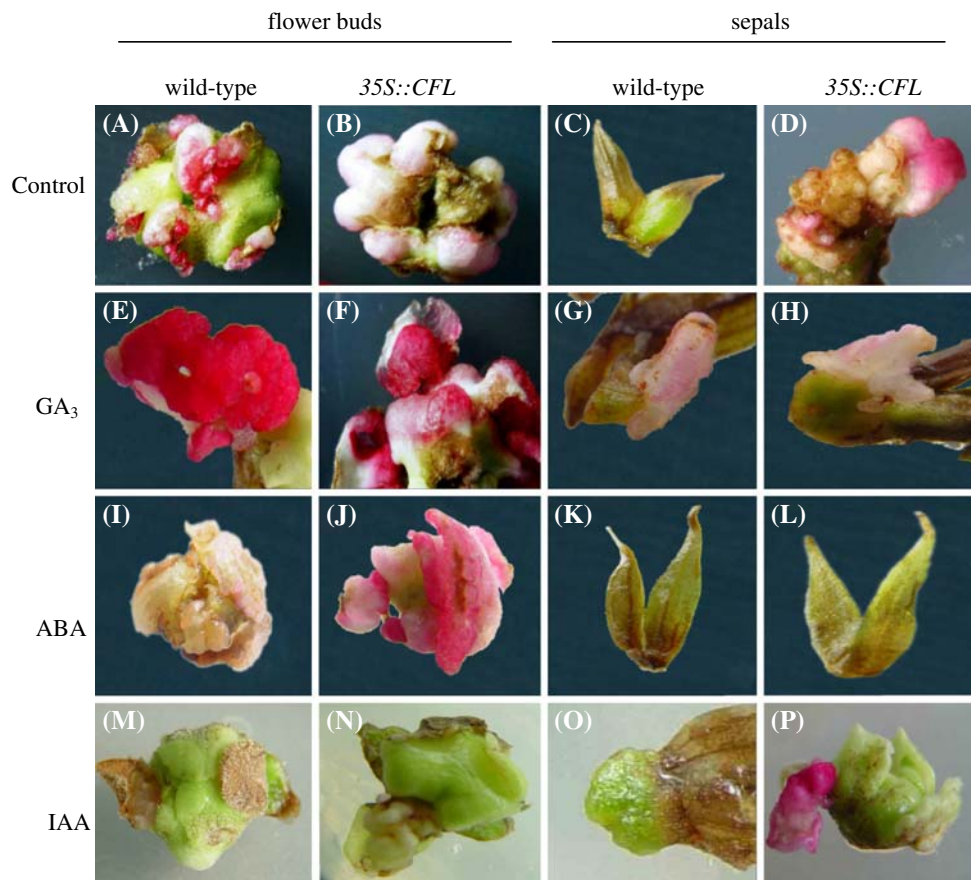 flower buds sepals
wild-type 35S::CFL wild-type 35S::CFL
Control (A) (B) (C) (D)
GA₃ (E) (F) (G) (H)
ABA (I) (J) (K) (L)
IAA (M) (N) (O) (P)